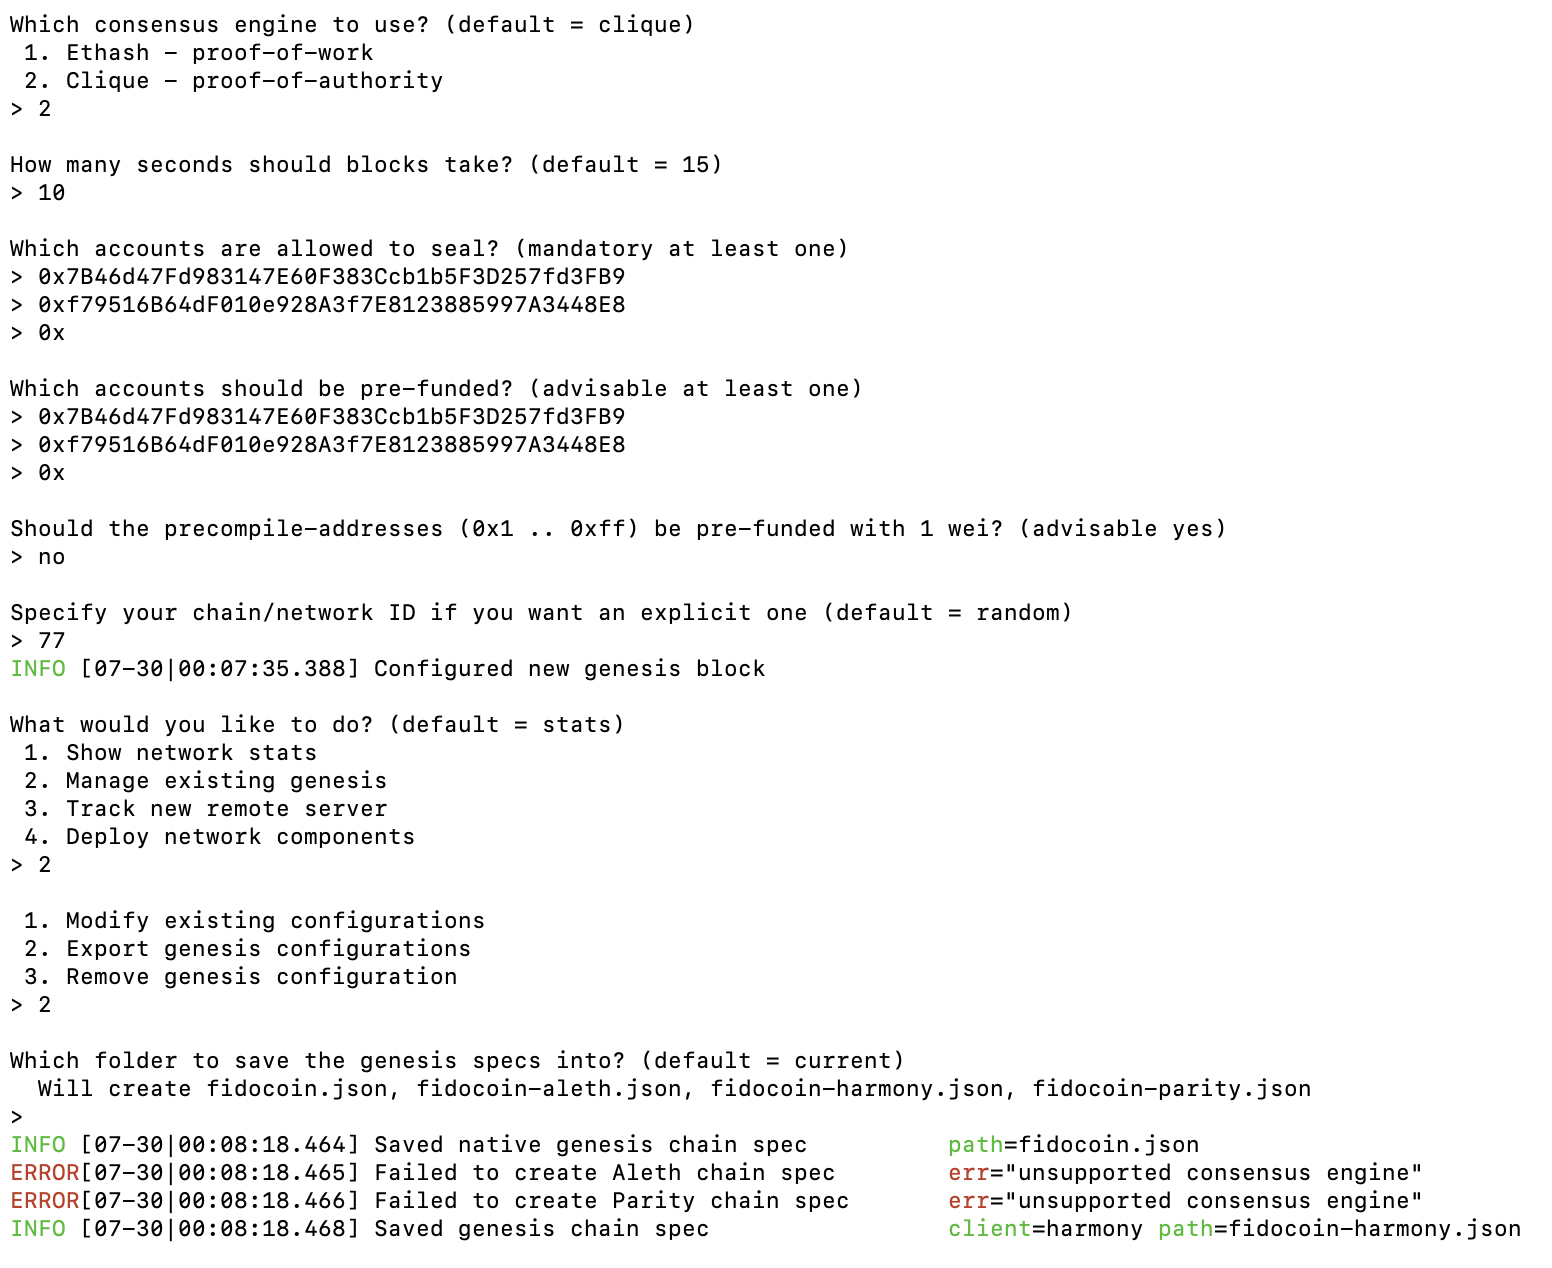 Which consensus engine to use? (default = clique)
 1. Ethash - proof-of-work
 2. Clique - proof-of-authority
> 2

How many seconds should blocks take? (default = 15)
> 10

Which accounts are allowed to seal? (mandatory at least one)
> 0x7B46d47Fd983147E60F383Ccb1b5F3D257fd3FB9
> 0xf79516B64dF010e928A3f7E8123885997A3448E8
> 0x

Which accounts should be pre-funded? (advisable at least one)
> 0x7B46d47Fd983147E60F383Ccb1b5F3D257fd3FB9
> 0xf79516B64dF010e928A3f7E8123885997A3448E8
> 0x

Should the precompile-addresses (0x1 .. 0xff) be pre-funded with 1 wei? (advisable yes)
> no

Specify your chain/network ID if you want an explicit one (default = random)
> 77
INFO [07-30|00:07:35.388] Configured new genesis block

What would you like to do? (default = stats)
 1. Show network stats
 2. Manage existing genesis
 3. Track new remote server
 4. Deploy network components
> 2

 1. Modify existing configurations
 2. Export genesis configurations
 3. Remove genesis configuration
> 2

Which folder to save the genesis specs into? (default = current)
  Will create fidocoin.json, fidocoin-aleth.json, fidocoin-harmony.json, fidocoin-parity.json
>
INFO [07-30|00:08:18.464] Saved native genesis chain spec          path=fidocoin.json
ERROR[07-30|00:08:18.465] Failed to create Aleth chain spec        err="unsupported consensus engine"
ERROR[07-30|00:08:18.466] Failed to create Parity chain spec       err="unsupported consensus engine"
INFO [07-30|00:08:18.468] Saved genesis chain spec                 client=harmony path=fidocoin-harmony.json